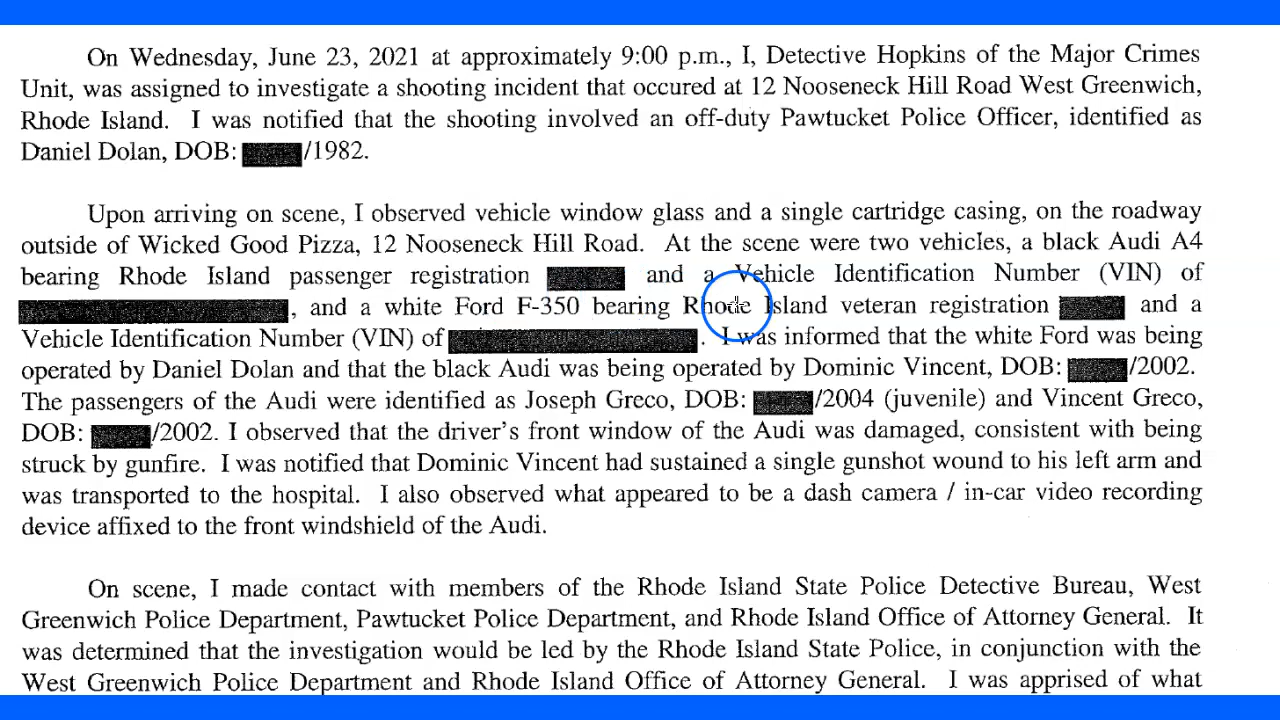 On Wednesday, June 23, 2021 at approximately 9:00 p.m., I, Detective Hopkins of the Major Crimes
Unit, was assigned to investigate a shooting incident that occured at 12 Nooseneck Hill Road West Greenwich,
Rhode Island. I was notified that the shooting involved an off-duty Pawtucket Police Officer, identified as
Daniel Dolan, DOB: /1982.
Upon arriving on scene, I observed vehicle window glass and a single cartridge casing, on the roadway
outside of Wicked Good Pizza, 12 Nooseneck Hill Road. At the scene were two vehicles, a black Audi A4
bearing Rhode Island passenger registration and a Vehicle Identification Number (VIN) of
, and a white Ford F-350 bearing Rhode Island veteran registration and a
Vehicle Identification Number (VIN) of . I was informed that the white Ford was being
operated by Daniel Dolan and that the black Audi was being operated by Dominic Vincent, DOB: /2002.
The passengers of the Audi were identified as Joseph Greco, DOB: /2004 (juvenile) and Vincent Greco,
DOB: /2002. I observed that the driver's front window of the Audi was damaged, consistent with being
struck by gunfire. I was notified that Dominic Vincent had sustained a single gunshot wound to his left arm and
was transported to the hospital. I also observed what appeared to be a dash camera / in-car video recording
device affixed to the front windshield of the Audi.
On scene, I made contact with members of the Rhode Island State Police Detective Bureau, West
Greenwich Police Department, Pawtucket Police Department, and Rhode Island Office of Attorney General. It
was determined that the investigation would be led by the Rhode Island State Police, in conjunction with the
West Greenwich Police Department and Rhode Island Office of Attorney General. I was apprised of what